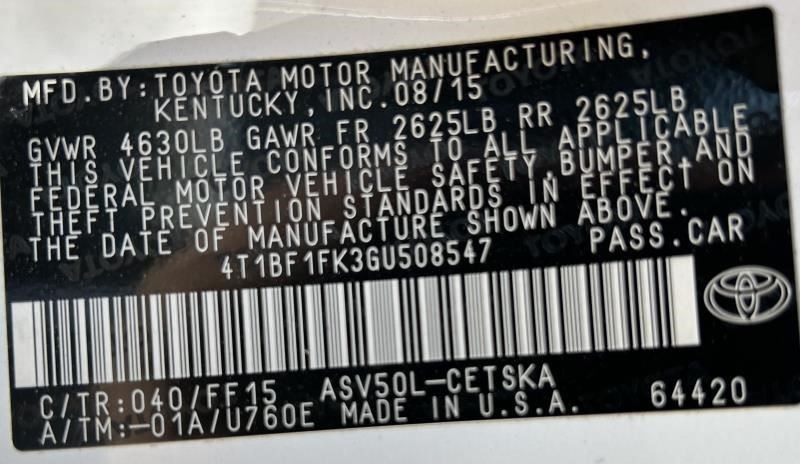 MFD.BY:TOYOTA MOTOR MANUFACTURING,
KENTUCKY,INC.08/15
GVWR 4630LB GAWR FR 2625LB RR 2625LB
THIS VEHICLE CONFORMS TO ALL APPLICABLE
FEDERAL MOTOR VEHICLE SAFETY,BUMPER,AND
THEFT PREVENTION STANDARDS IN EFFECT ON
THE DATE OF MANUFACTURE SHOWN ABOVE.
4T1BF1FK3GU508547 PASS.CAR
C/TR:040/FF15 ASV50L-CETSKA
A/TM:-01A/U760E MADE IN U.S.A. 64420